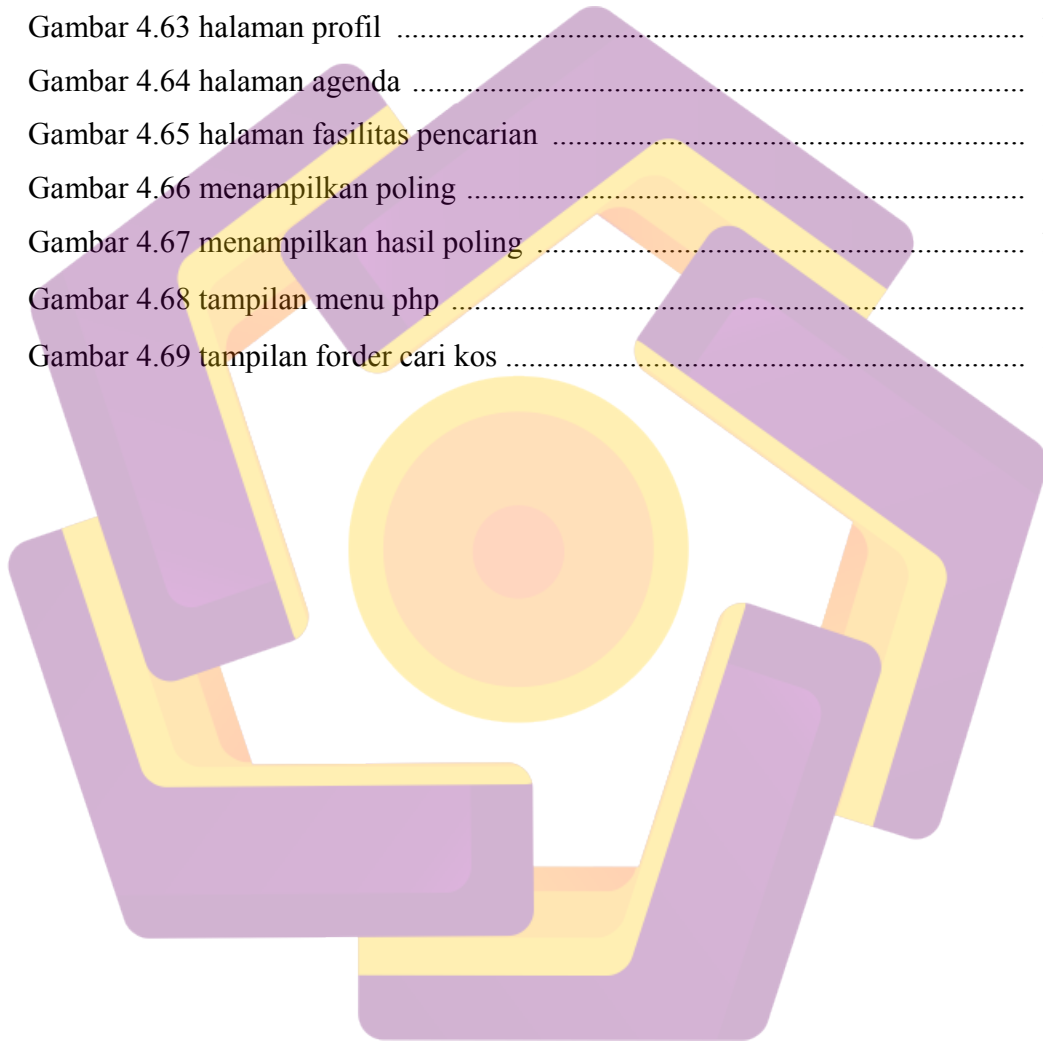 Gambar 4.63 halaman profil ..................................................................................
Gambar 4.64 halaman agenda ................................................................................
Gambar 4.65 halaman fasilitas pencarian ..............................................................
Gambar 4.66 menampilkan poling .........................................................................
Gambar 4.67 menampilkan hasil poling .................................................................
Gambar 4.68 tampilan menu php ...........................................................................
Gambar 4.69 tampilan forder cari kos ....................................................................